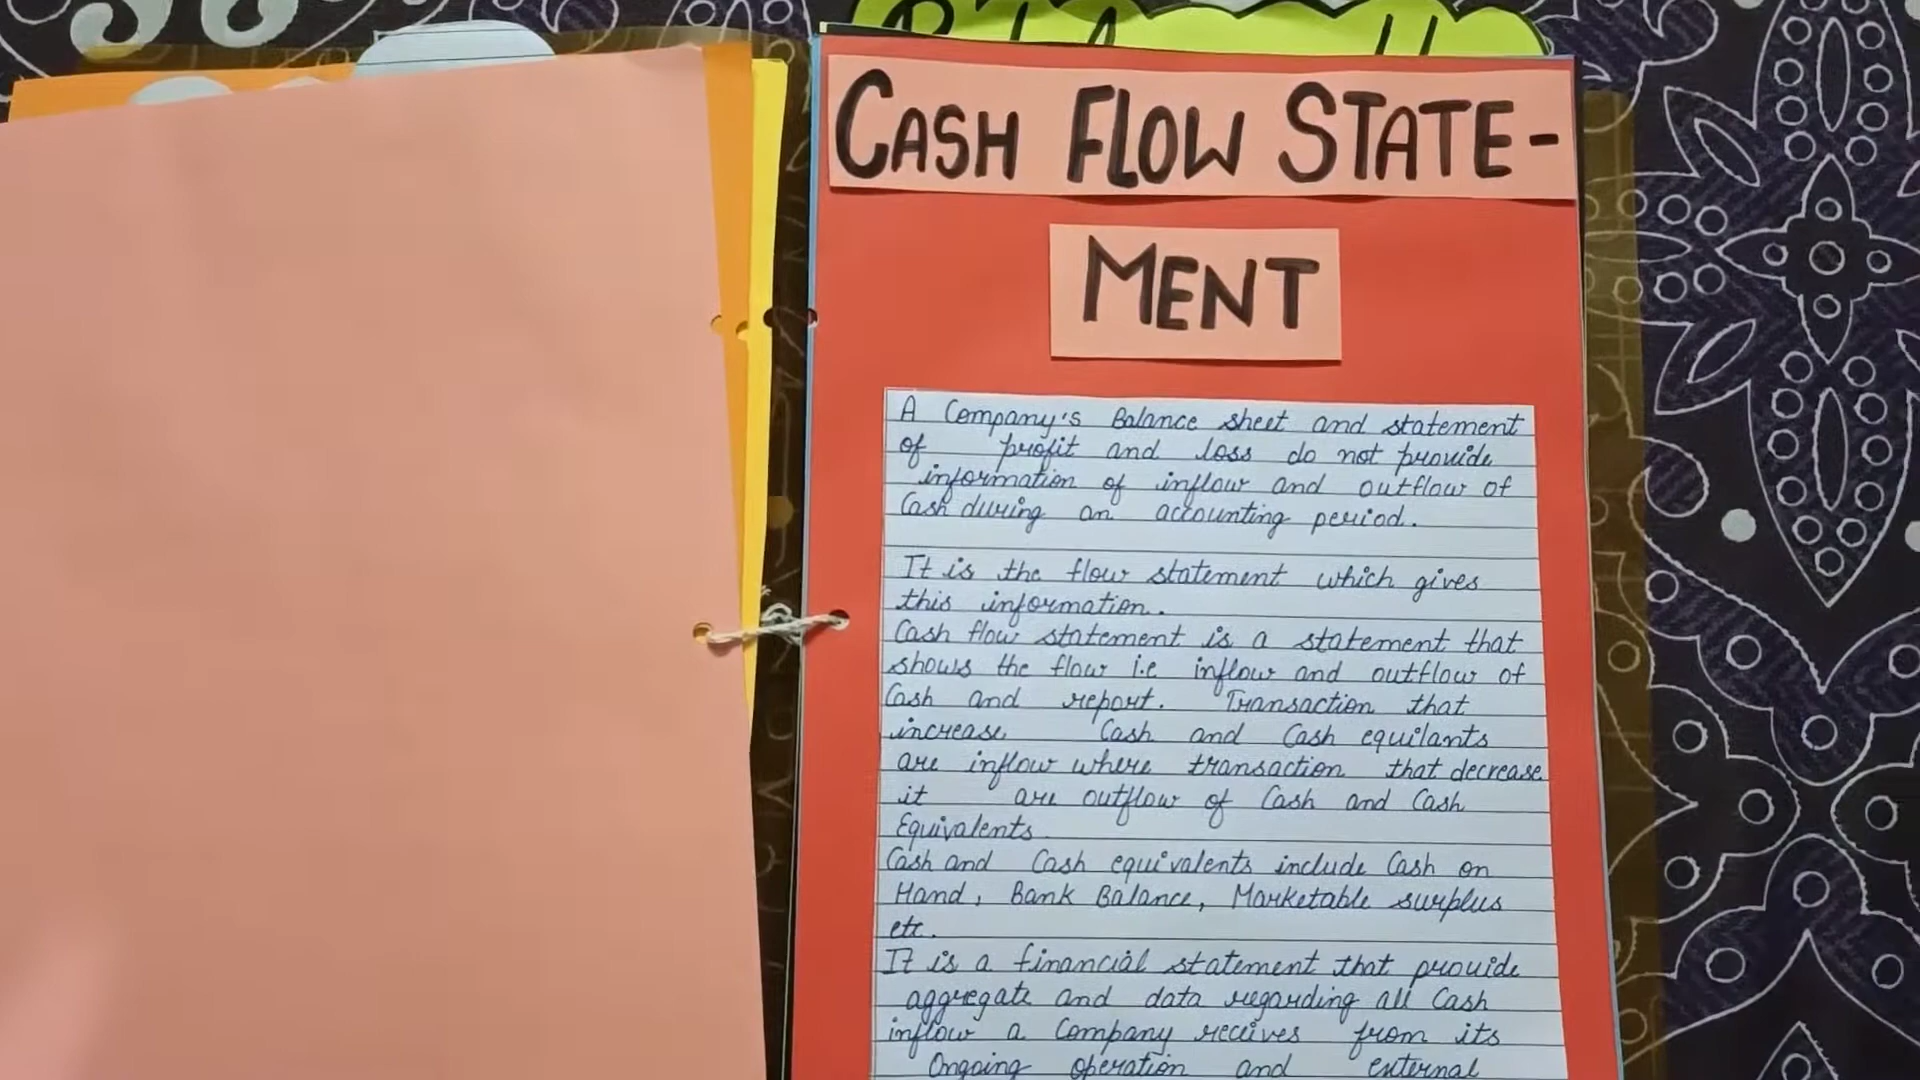 CASH FLOW STATE-
MENT
A Company's Balance sheet and statement
of profit and loss do not provide
information of inflow and outflow of
Cash during an accounting period.
It is the flow statement which gives
this information.
Cash flow statement is a statement that
shows the flow i.e inflow and outflow of
Cash and report. Transaction that
increase Cash and Cash equilants
are inflow where transaction that decrease
it are outflow of Cash and Cash
Equivalents
Cash and Cash equivalents include Cash on
Hand, Bank Balance, Marketable surplus
etc.
It is a financial statement that provide
aggregate and data regarding all Cash
inflow a Company receives from its
Ongoing operation and external